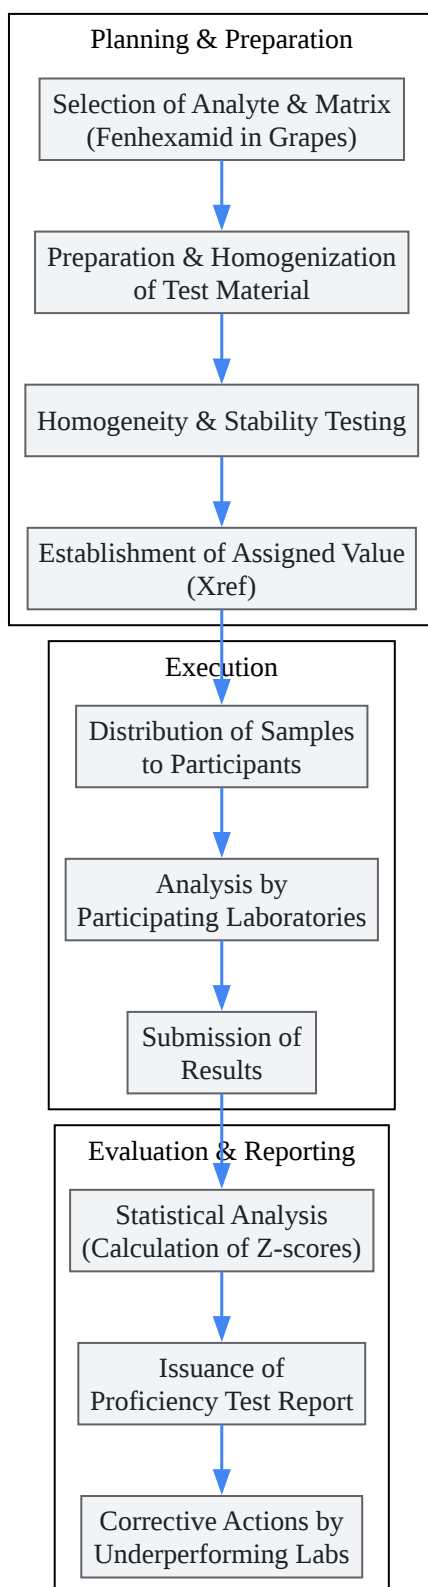 Planning & Preparation
Selection of Analyte & Matrix
(Fenhexamid in Grapes)
Preparation & Homogenization
of Test Material
Homogeneity & Stability Testing
Establishment of Assigned Value
(Xref)
Execution
Distribution of Samples
to Participants
Analysis by
Participating Laboratories
Submission of
Results
Evaluation & Reporting
Statistical Analysis
(Calculation of Z-scores)
Issuance of
Proficiency Test Report
Corrective Actions by
Underperforming Labs